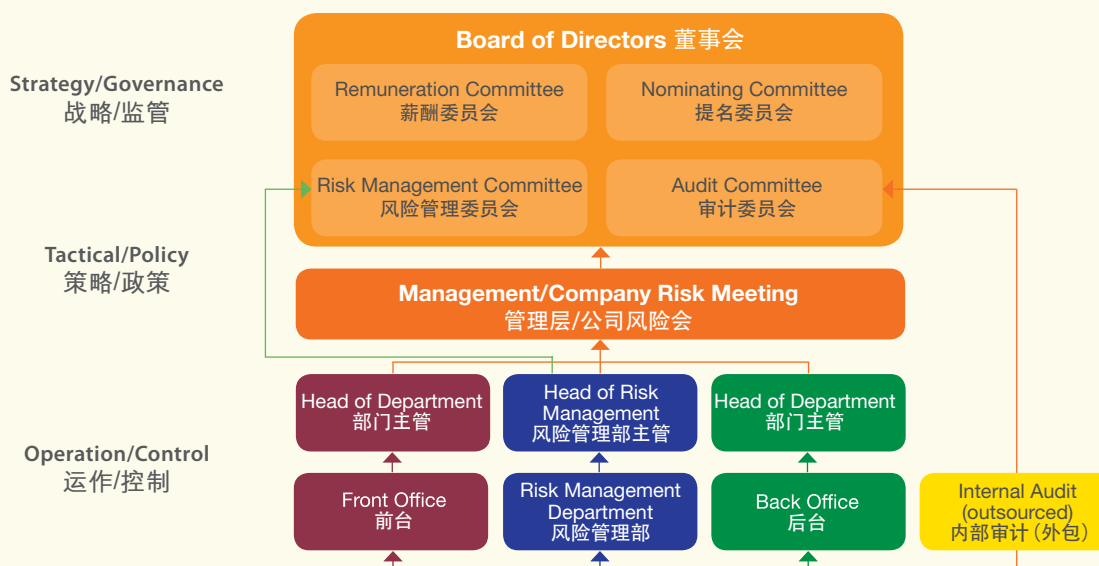 Board of Directors 董事会
Strategy/Governance
战略/监管
Remuneration Committee
薪酬委员会
Nominating Committee
提名委员会
Risk Management Committee
风险管理委员会
Audit Committee
审计委员会
Tactical/Policy
策略/政策
Management/Company Risk Meeting
管理层/公司风险会
Operation/Control
运作/控制
Head of Department
部门主管
Head of Risk
Management
风险管理部主管
Head of Department
部门主管
Front Office
前台
Risk Management
Department
风险管理部
Back Office
后台
Internal Audit
(outsourced)
内部审计（外包）